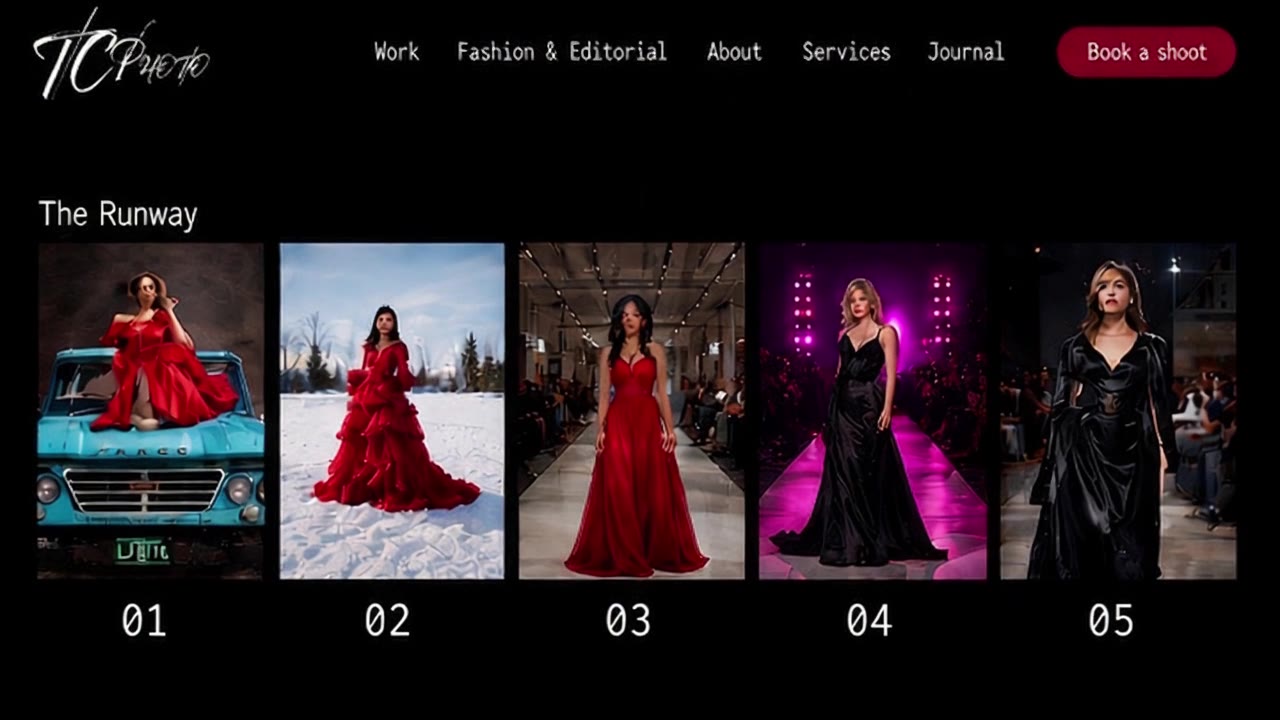 TCPhoto
Work Fashion & Editorial About Services Journal Book a shoot
The Runway
01 02 03 04 05